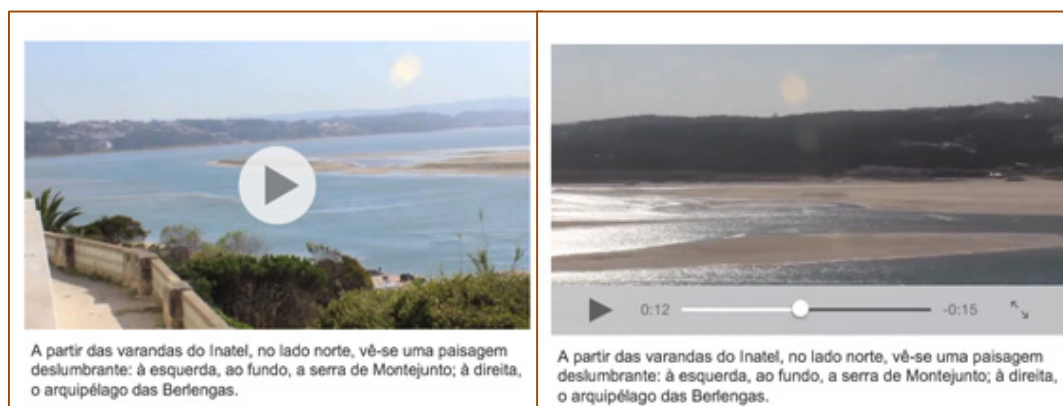 A partir das varandas do Inatel, no lado norte, vê-se uma paisagem
deslumbrante: à esquerda, ao fundo, a serra de Montejunto; à direita,
o arquipélago das Berlengas.
0:12 -0:15
A partir das varandas do Inatel, no lado norte, vê-se uma paisagem
deslumbrante: à esquerda, ao fundo, a serra de Montejunto; à direita,
o arquipélago das Berlengas.